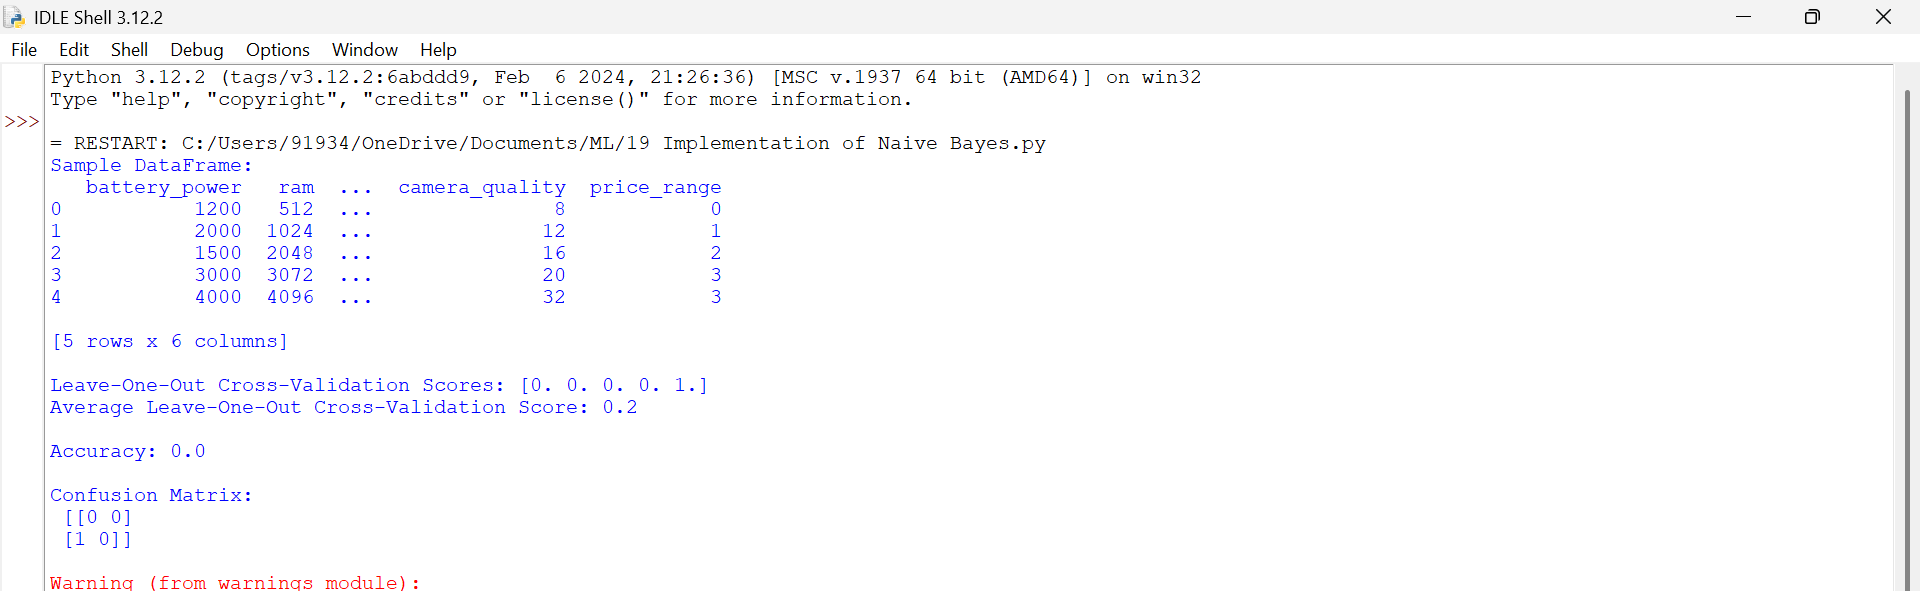 IDLE Shell 3.12.2
File Edit Shell Debug Options Window Help
Python 3.12.2 (tags/v3.12.2:6abddd9, Feb  6 2024, 21:26:36) [MSC v.1937 64 bit (AMD64)] on win32
Type "help", "copyright", "credits" or "license()" for more information.
>>>
= RESTART: C:/Users/91934/OneDrive/Documents/ML/19 Implementation of Naive Bayes.py
Sample DataFrame:
   battery_power   ram  ...  camera_quality  price_range
0           1200   512  ...               8            0
1           2000  1024  ...              12            1
2           1500  2048  ...              16            2
3           3000  3072  ...              20            3
4           4000  4096  ...              32            3
[5 rows x 6 columns]
Leave-One-Out Cross-Validation Scores: [0. 0. 0. 0. 1.]
Average Leave-One-Out Cross-Validation Score: 0.2
Accuracy: 0.0
Confusion Matrix:
 [[0 0]
 [1 0]]
Warning (from warnings module):